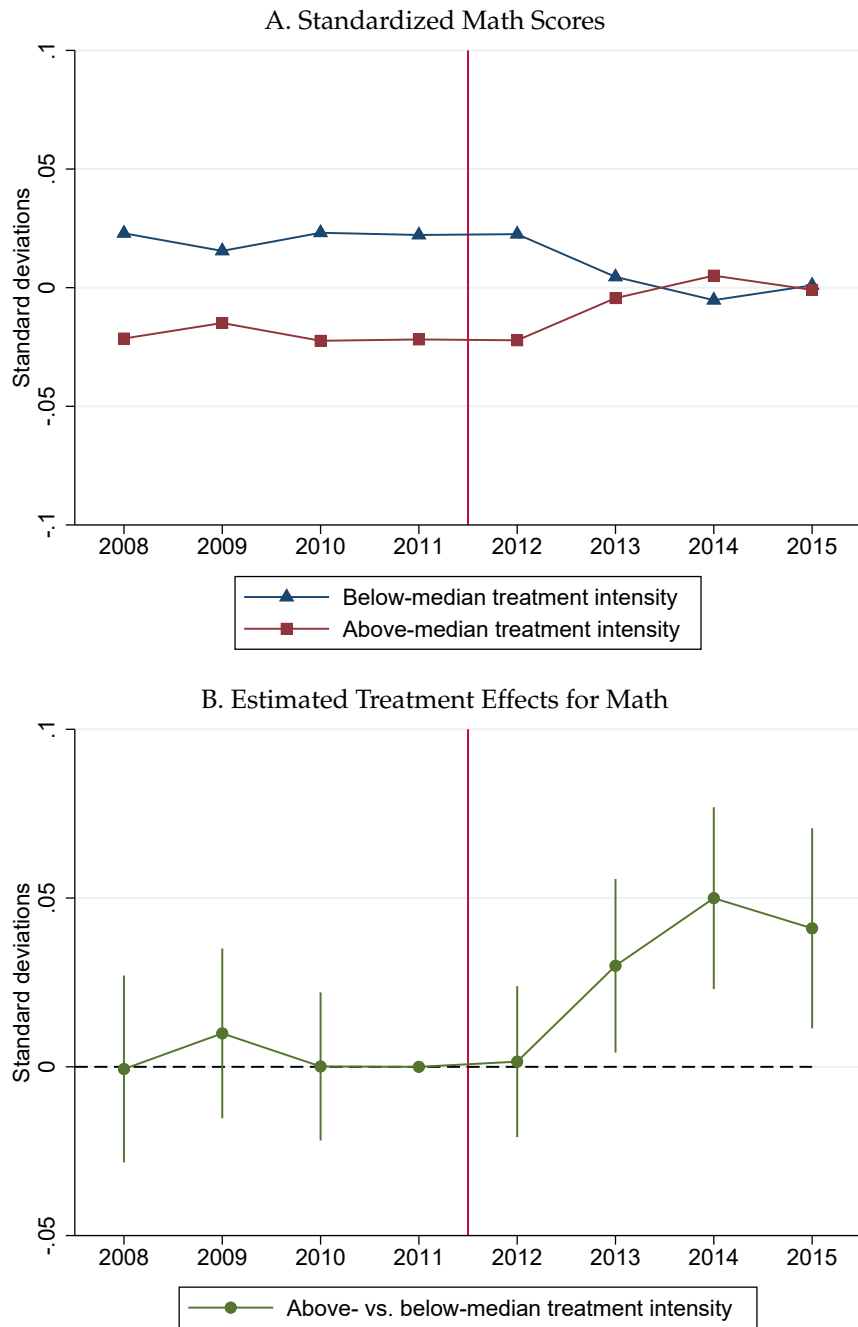 A. Standardized Math Scores
Standard deviations
.1
.05
0
-.05
-.1
2008 2009 2010 2011 2012 2013 2014 2015
Below-median treatment intensity
Above-median treatment intensity
B. Estimated Treatment Effects for Math
Standard deviations
.1
.05
0
-.05
2008 2009 2010 2011 2012 2013 2014 2015
Above- vs. below-median treatment intensity